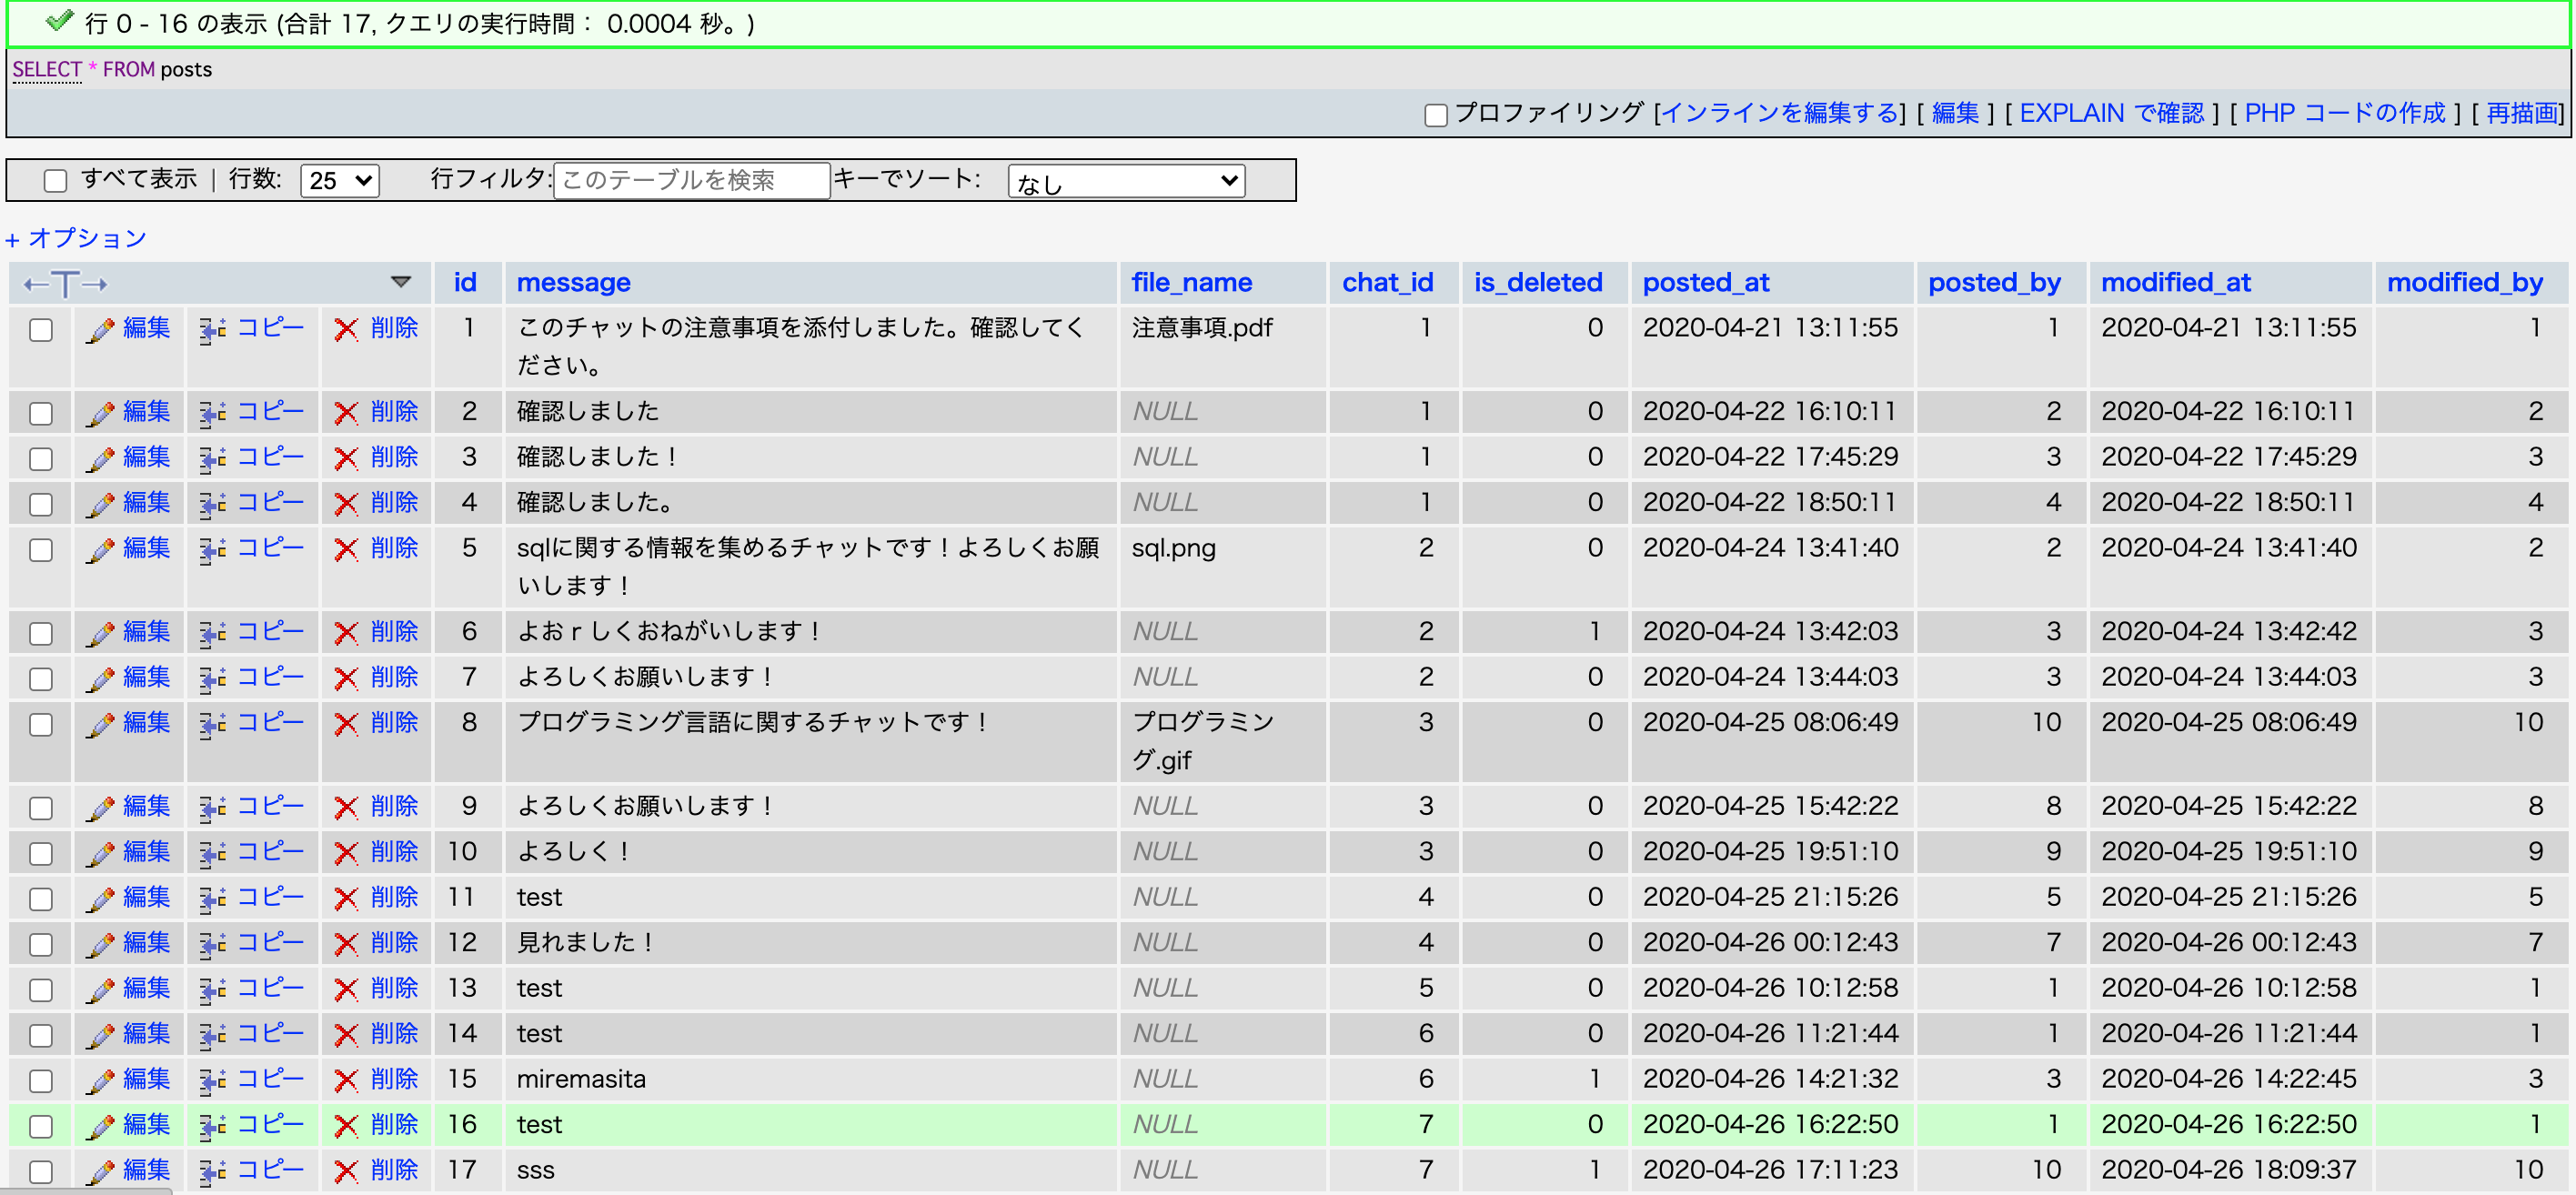 行 0 - 16 の表示 (合計 17, クエリの実行時間： 0.0004 秒。)
SELECT * FROM posts
プロファイリング [インラインを編集する] [ 編集 ] [ EXPLAIN で確認 ] [ PHP コードの作成 ] [ 再描画]
すべて表示 | 行数: 25 行フィルタ: このテーブルを検索 キーでソート: なし
+ オプション
←T→ id message file_name chat_id is_deleted posted_at posted_by modified_at modified_by
編集 コピー 削除 1 このチャットの注意事項を添付しました。確認してく 注意事項.pdf 1 0 2020-04-21 13:11:55 1 2020-04-21 13:11:55 1
ださい。
編集 コピー 削除 2 確認しました NULL 1 0 2020-04-22 16:10:11 2 2020-04-22 16:10:11 2
編集 コピー 削除 3 確認しました！ NULL 1 0 2020-04-22 17:45:29 3 2020-04-22 17:45:29 3
編集 コピー 削除 4 確認しました。 NULL 1 0 2020-04-22 18:50:11 4 2020-04-22 18:50:11 4
編集 コピー 削除 5 sqlに関する情報を集めるチャットです！よろしくお願 sql.png 2 0 2020-04-24 13:41:40 2 2020-04-24 13:41:40 2
いします！
編集 コピー 削除 6 よおｒしくおねがいします！ NULL 2 1 2020-04-24 13:42:03 3 2020-04-24 13:42:42 3
編集 コピー 削除 7 よろしくお願いします！ NULL 2 0 2020-04-24 13:44:03 3 2020-04-24 13:44:03 3
編集 コピー 削除 8 プログラミング言語に関するチャットです！ プログラミン 3 0 2020-04-25 08:06:49 10 2020-04-25 08:06:49 10
グ.gif
編集 コピー 削除 9 よろしくお願いします！ NULL 3 0 2020-04-25 15:42:22 8 2020-04-25 15:42:22 8
編集 コピー 削除 10 よろしく！ NULL 3 0 2020-04-25 19:51:10 9 2020-04-25 19:51:10 9
編集 コピー 削除 11 test NULL 4 0 2020-04-25 21:15:26 5 2020-04-25 21:15:26 5
編集 コピー 削除 12 見れました！ NULL 4 0 2020-04-26 00:12:43 7 2020-04-26 00:12:43 7
編集 コピー 削除 13 test NULL 5 0 2020-04-26 10:12:58 1 2020-04-26 10:12:58 1
編集 コピー 削除 14 test NULL 6 0 2020-04-26 11:21:44 1 2020-04-26 11:21:44 1
編集 コピー 削除 15 miremasita NULL 6 1 2020-04-26 14:21:32 3 2020-04-26 14:22:45 3
編集 コピー 削除 16 test NULL 7 0 2020-04-26 16:22:50 1 2020-04-26 16:22:50 1
編集 コピー 削除 17 sss NULL 7 1 2020-04-26 17:11:23 10 2020-04-26 18:09:37 10